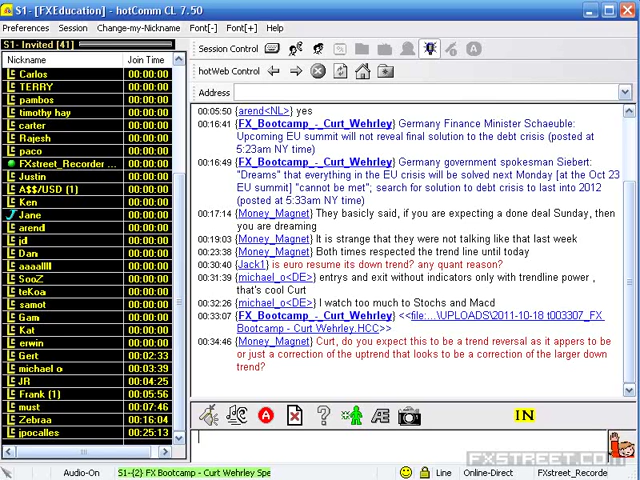 S1- [FXEducation] - hotComm CL 7.50
Preferences Session Change-my-Nickname Font[-] Font[+] Help
S1- Invited [41]
Nickname Join Time
Carlos 00:00:00
TERRY 00:00:00
pambos 00:00:00
timothy hay 00:00:00
carter 00:00:00
Rajesh 00:00:00
paco 00:00:00
FXstreet_Recorder ... 00:00:00
Justin 00:00:00
A$$/USD (1) 00:00:00
Ken 00:00:00
Jane 00:00:00
arend 00:00:00
jd 00:00:00
Dan 00:00:00
aaallll 00:00:00
SooZ 00:00:00
teKoa 00:00:00
samot 00:00:00
Gam 00:00:00
Kat 00:00:00
erwin 00:00:00
Gert 00:02:33
michael o 00:03:39
JR 00:04:25
Frank (1) 00:05:56
must 00:07:46
Zebraa 00:16:04
jpocalles 00:25:13
Session Control
hotWeb Control
Address
00:05:50 {arend<NL>} yes
00:16:41 {FX_Bootcamp_-_Curt_Wehrley} Germany Finance Minister Schaeuble:
Upcoming EU summit will not reveal final solution to the debt crisis (posted at
5:23am NY time)
00:16:49 {FX_Bootcamp_-_Curt_Wehrley} Germany government spokesman Siebert:
"Dreams" that everything in the EU crisis will be solved next Monday [at the Oct 23
EU summit] "cannot be met"; search for solution to debt crisis to last into 2012
(posted at 5:33am NY time)
00:17:14 {Money_Magnet} They basicly said, if you are expecting a done deal Sunday, then
you are dreaming
00:19:03 {Money_Magnet} It is strange that they were not talking like that last week
00:23:38 {Money_Magnet} Both times respected the trend line until today
00:30:40 {Jack1} is euro resume its down trend? any quant reason?
00:31:39 {michael_o<DE>} entrys and exit without indicators only with trendline power ,
that's cool Curt
00:32:26 {michael_o<DE>} I watch too much to Stochs and Macd
00:33:07 {FX_Bootcamp_-_Curt_Wehrley} <<file:...\UPLOADS\2011-10-18 t003307_FX
Bootcamp - Curt Wehrley.HCC>>
00:34:46 {Money_Magnet} Curt, do you expect this to be a trend reversal as it appears to be
or just a correction of the uptrend that looks to be a correction of the larger down
trend?
IN
FXSTREET.COM
Audio-On S1-{2} FX Bootcamp - Curt Wehrley Spe Line Online-Direct FXstreet_Recorde